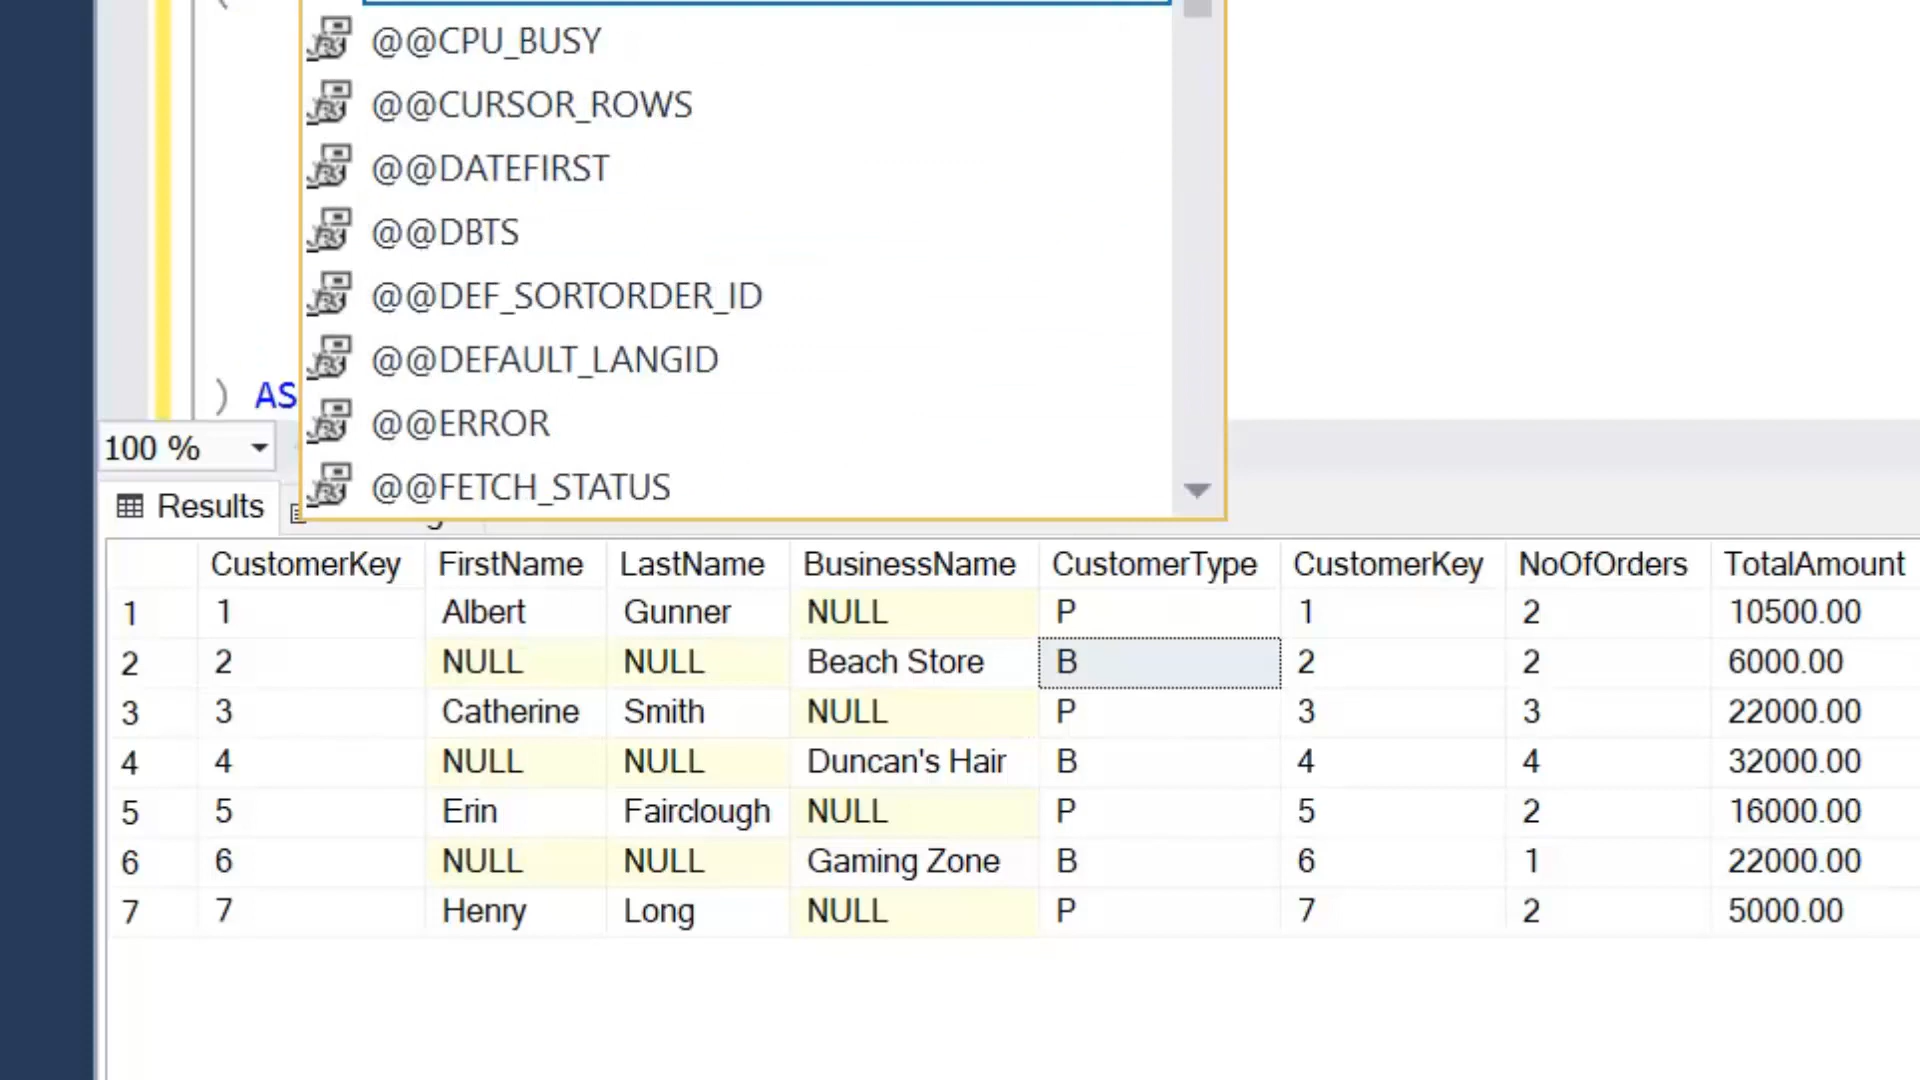 @@CPU_BUSY
@@CURSOR_ROWS
@@DATEFIRST
@@DBTS
@@DEF_SORTORDER_ID
@@DEFAULT_LANGID
) AS
@@ERROR
100 %
@@FETCH_STATUS
Results
CustomerKey FirstName LastName BusinessName CustomerType CustomerKey NoOfOrders TotalAmount
1 1 Albert Gunner NULL P 1 2 10500.00
2 2 NULL NULL Beach Store B 2 2 6000.00
3 3 Catherine Smith NULL P 3 3 22000.00
4 4 NULL NULL Duncan's Hair B 4 4 32000.00
5 5 Erin Fairclough NULL P 5 2 16000.00
6 6 NULL NULL Gaming Zone B 6 1 22000.00
7 7 Henry Long NULL P 7 2 5000.00